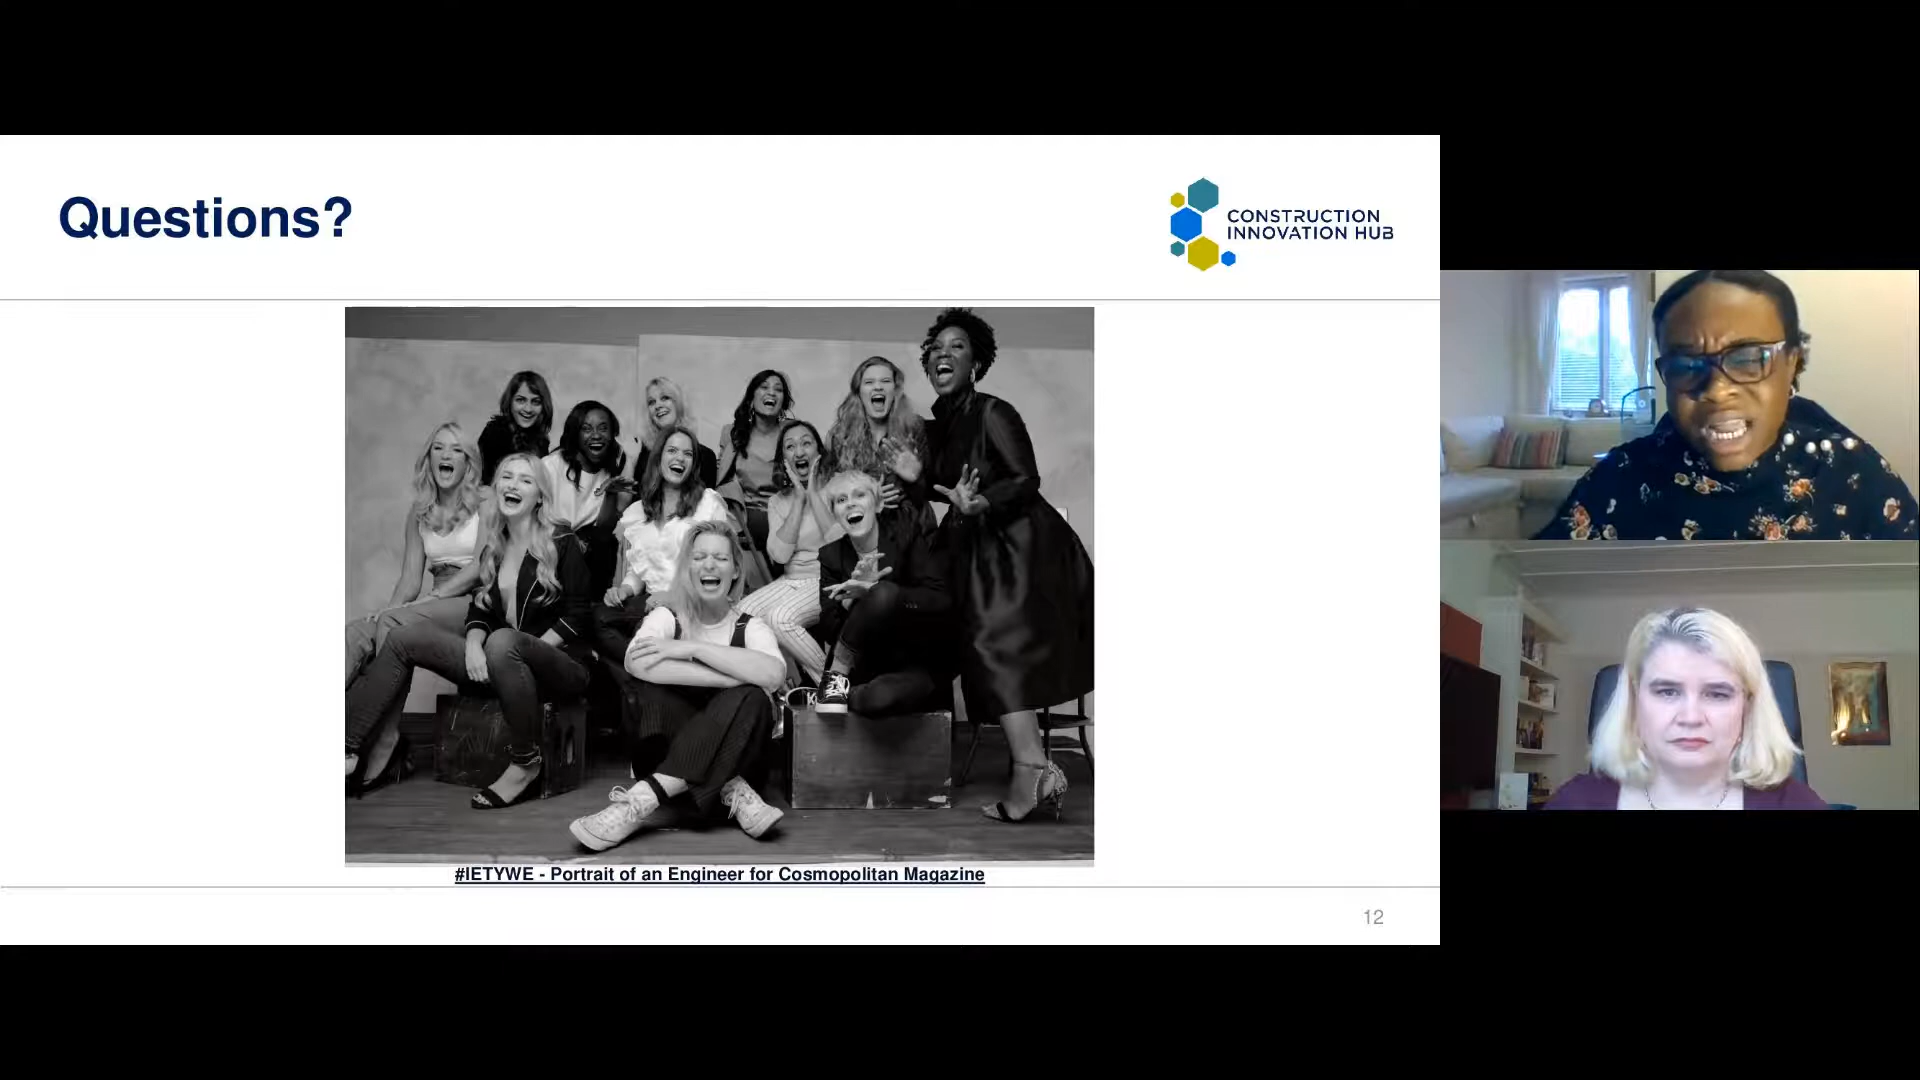 Questions?
CONSTRUCTION
INNOVATION HUB
#IETYWE - Portrait of an Engineer for Cosmopolitan Magazine
12